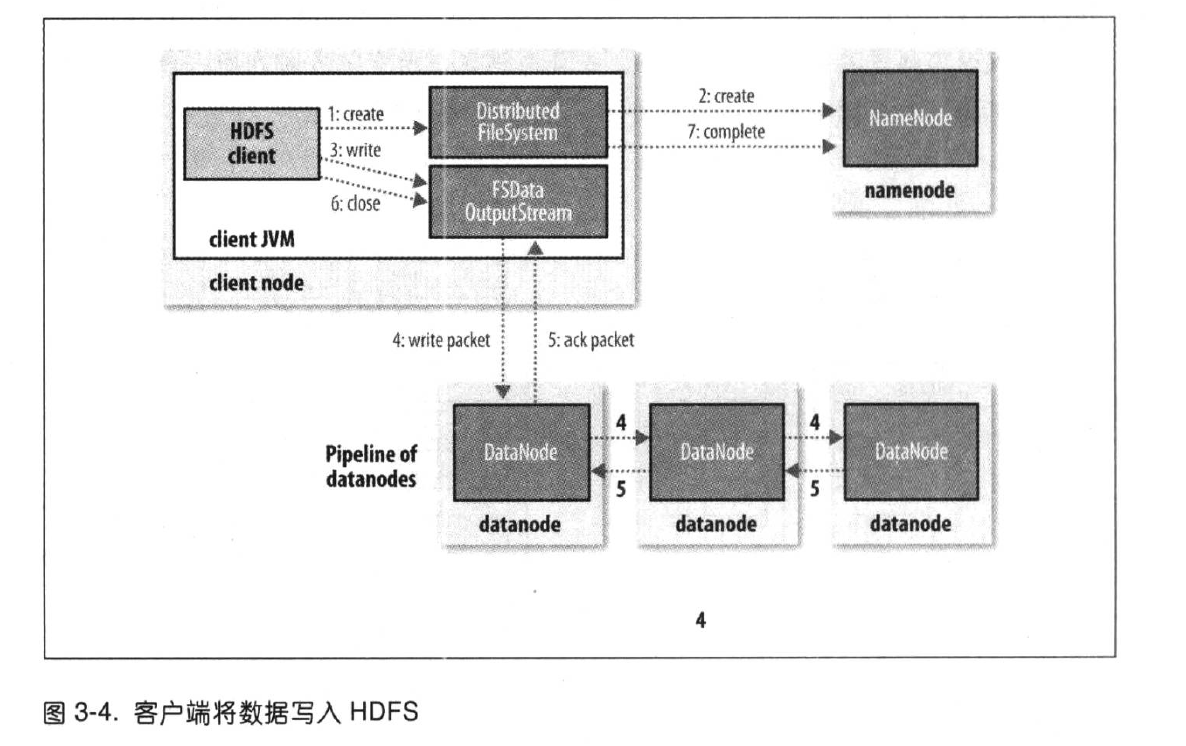 1: create
HDFS
client
3: write
6: close
Distributed
FileSystem
FSData
OutputStream
client JVM
client node
2: create
7: complete
NameNode
namenode
4: write packet
5: ack packet
Pipeline of
datanodes
DataNode
datanode
4
5
DataNode
datanode
4
5
DataNode
datanode
4
图 3-4. 客户端将数据写入 HDFS